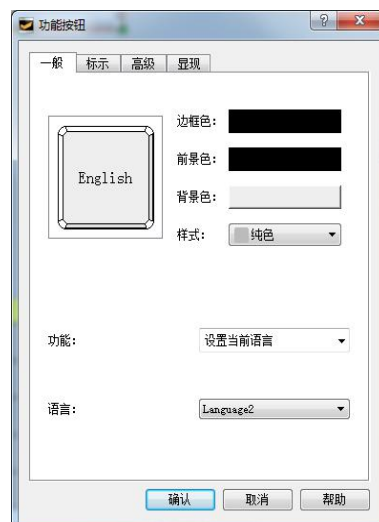 功能按钮
一般 标示 高级 显现
边框色:
English
前景色:
背景色:
样式: 纯色
功能: 设置当前语言
语言: Language2
确认 取消 帮助